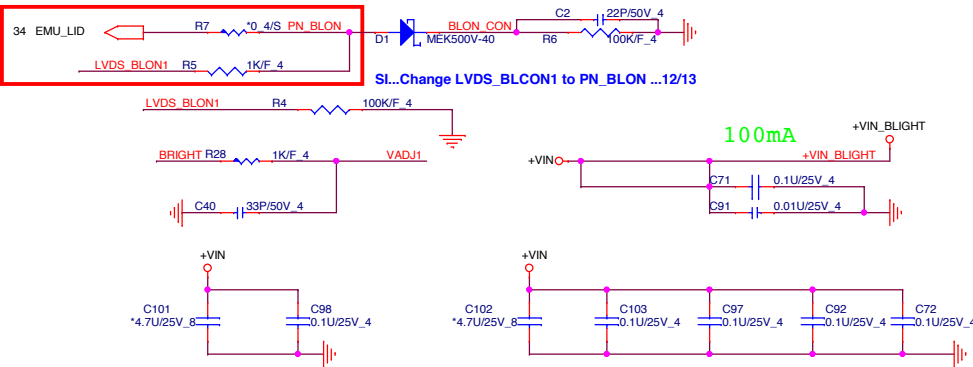 34 EMU_LID R7 *0_4/S PN_BLON BLON_CON C2 22P/50V_4
D1 MEK500V-40 R6 100K/F_4
LVDS_BLON1 R5 1K/F_4
SI...Change LVDS_BLCON1 to PN_BLON ...12/13
LVDS_BLON1 R4 100K/F_4
100mA
+VIN_BLIGHT
BRIGHT R28 1K/F_4 VADJ1
+VIN +VIN_BLIGHT
C71 0.1U/25V_4
C40 33P/50V_4
C91 0.01U/25V_4
+VIN +VIN
C101 C98 C102 C103 C97 C92 C72
*4.7U/25V_8 0.1U/25V_4 *4.7U/25V_8 0.1U/25V_4 0.1U/25V_4 0.1U/25V_4 0.1U/25V_4